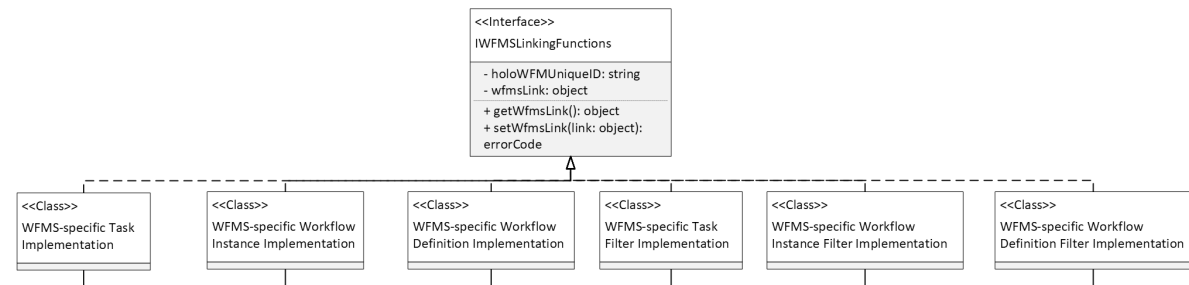 <<Interface>>
IWFMSLinkingFunctions
- holoWFMUniqueID: string
- wfmsLink: object
+ getWfmsLink(): object
+ setWfmsLink(link: object):
errorCode
<<Class>>
WFMS-specific Task
Implementation
<<Class>>
WFMS-specific Workflow
Instance Implementation
<<Class>>
WFMS-specific Workflow
Definition Implementation
<<Class>>
WFMS-specific Task
Filter Implementation
<<Class>>
WFMS-specific Workflow
Instance Filter Implementation
<<Class>>
WFMS-specific Workflow
Definition Filter Implementation